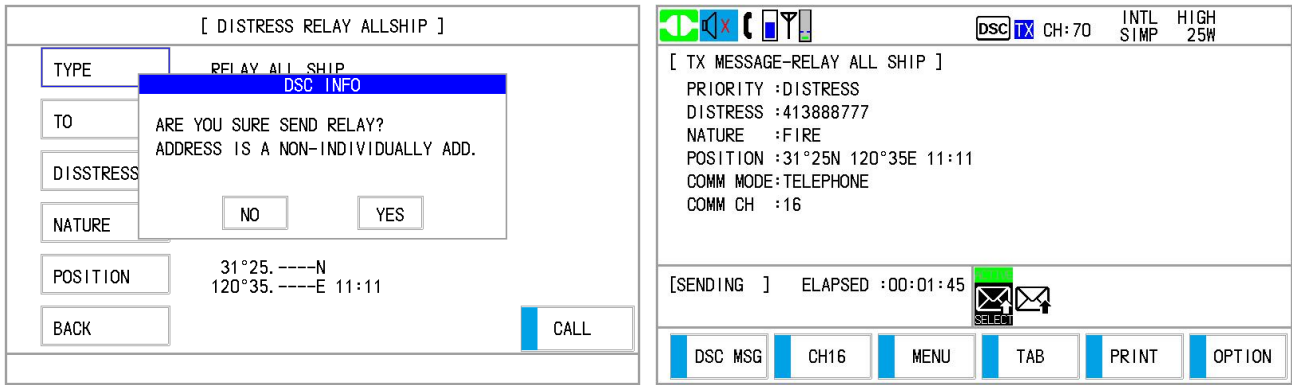 [ DISTRESS RELAY ALLSHIP ]
TYPE RELAY ALL SHIP
DSC INFO
TO
ARE YOU SURE SEND RELAY?
ADDRESS IS A NON-INDIVIDUALLY ADD.
DISSTRESS
NO YES
NATURE
POSITION 31°25.----N
120°35.----E 11:11
BACK
CALL
DSC TX CH:70 INTL HIGH
SIMP 25W
[ TX MESSAGE-RELAY ALL SHIP ]
PRIORITY :DISTRESS
DISTRESS :413888777
NATURE :FIRE
POSITION :31°25N 120°35E 11:11
COMM MODE:TELEPHONE
COMM CH :16
[SENDING ] ELAPSED :00:01:45
SELECT
DSC MSG CH16 MENU TAB PRINT OPTION